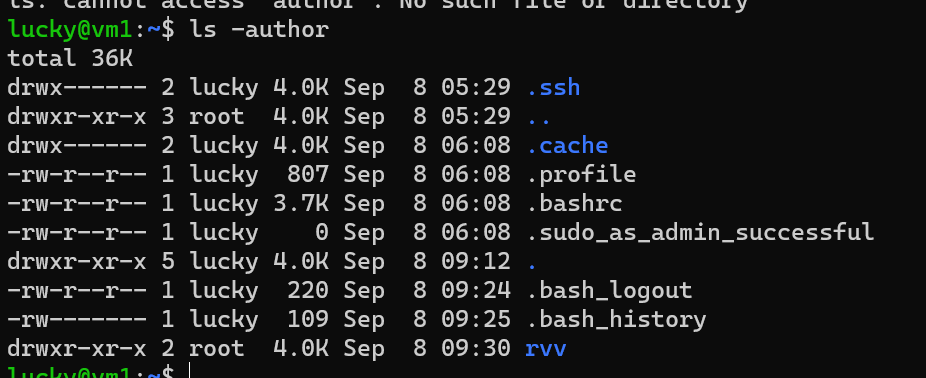 ls: cannot access 'author': No such file or directory
lucky@vm1:~$ ls -author
total 36K
drwx------ 2 lucky 4.0K Sep  8 05:29 .ssh
drwxr-xr-x 3 root  4.0K Sep  8 05:29 ..
drwx------ 2 lucky 4.0K Sep  8 06:08 .cache
-rw-r--r-- 1 lucky  807 Sep  8 06:08 .profile
-rw-r--r-- 1 lucky 3.7K Sep  8 06:08 .bashrc
-rw-r--r-- 1 lucky    0 Sep  8 06:08 .sudo_as_admin_successful
drwxr-xr-x 5 lucky 4.0K Sep  8 09:12 .
-rw-r--r-- 1 lucky  220 Sep  8 09:24 .bash_logout
-rw------- 1 lucky  109 Sep  8 09:25 .bash_history
drwxr-xr-x 2 root  4.0K Sep  8 09:30 rvv
lucky@vm1:~$